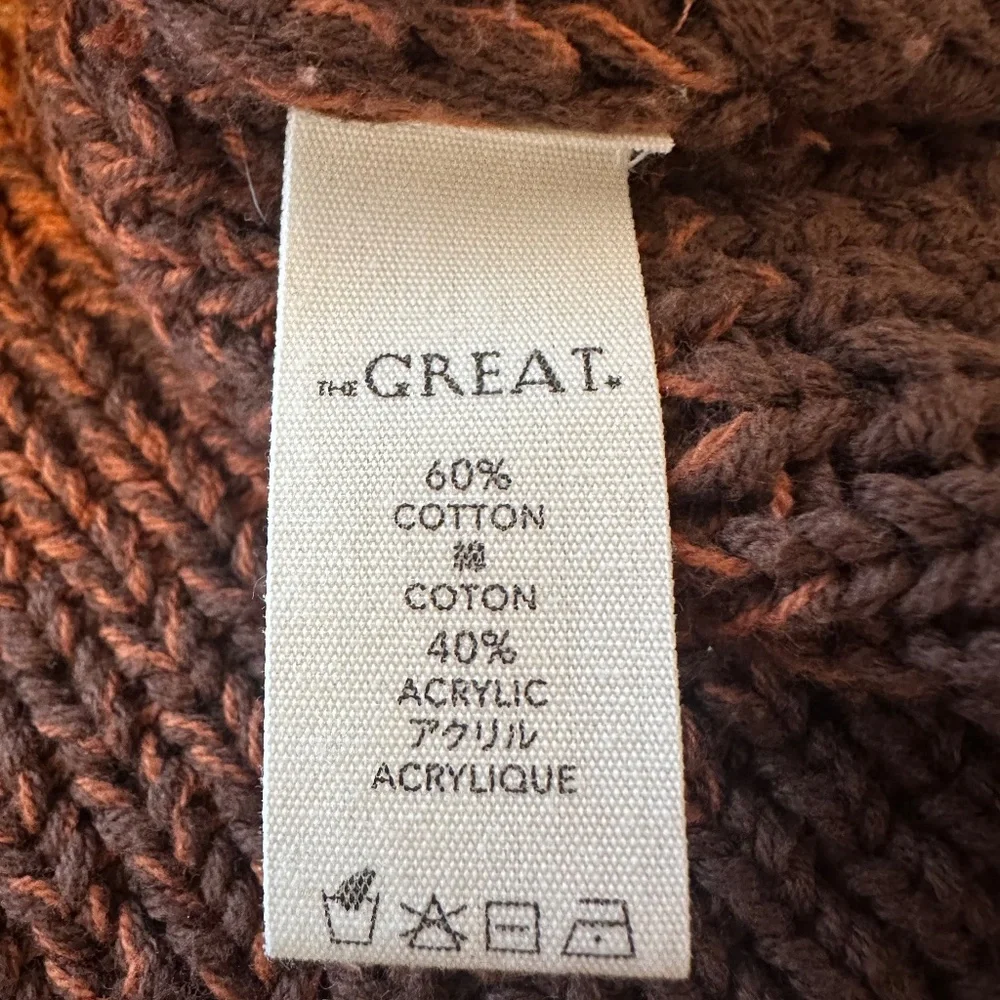 THE GREAT.
60%
COTTON
綿
COTON
40%
ACRYLIC
アクリル
ACRYLIQUE